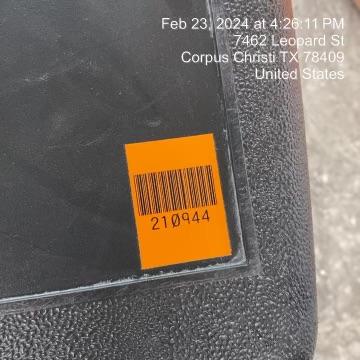 Feb 23, 2024 at 4:26:11 PM
7462 Leopard St
Corpus Christi TX 78409
United States
210944